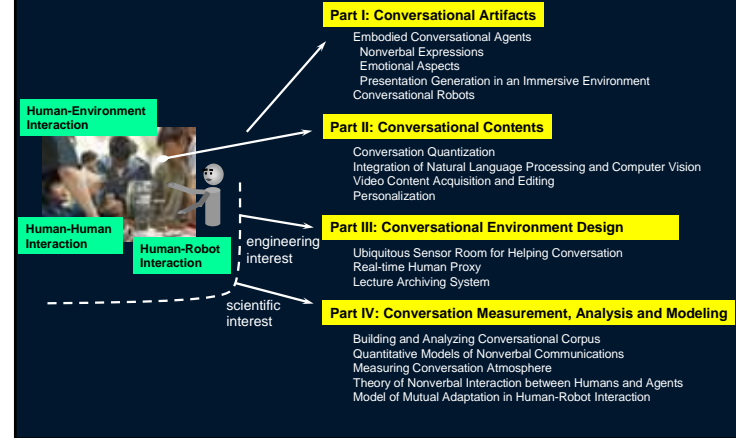 Part I: Conversational Artifacts
Embodied Conversational Agents
Nonverbal Expressions
Emotional Aspects
Presentation Generation in an Immersive Environment
Conversational Robots
Human-Environment
Interaction
Part II: Conversational Contents
Conversation Quantization
Integration of Natural Language Processing and Computer Vision
Video Content Acquisition and Editing
Personalization
Human-Human
Interaction
Human-Robot
Interaction
engineering
interest
Part III: Conversational Environment Design
Ubiquitous Sensor Room for Helping Conversation
Real-time Human Proxy
Lecture Archiving System
scientific
interest
Part IV: Conversation Measurement, Analysis and Modeling
Building and Analyzing Conversational Corpus
Quantitative Models of Nonverbal Communications
Measuring Conversation Atmosphere
Theory of Nonverbal Interaction between Humans and Agents
Model of Mutual Adaptation in Human-Robot Interaction